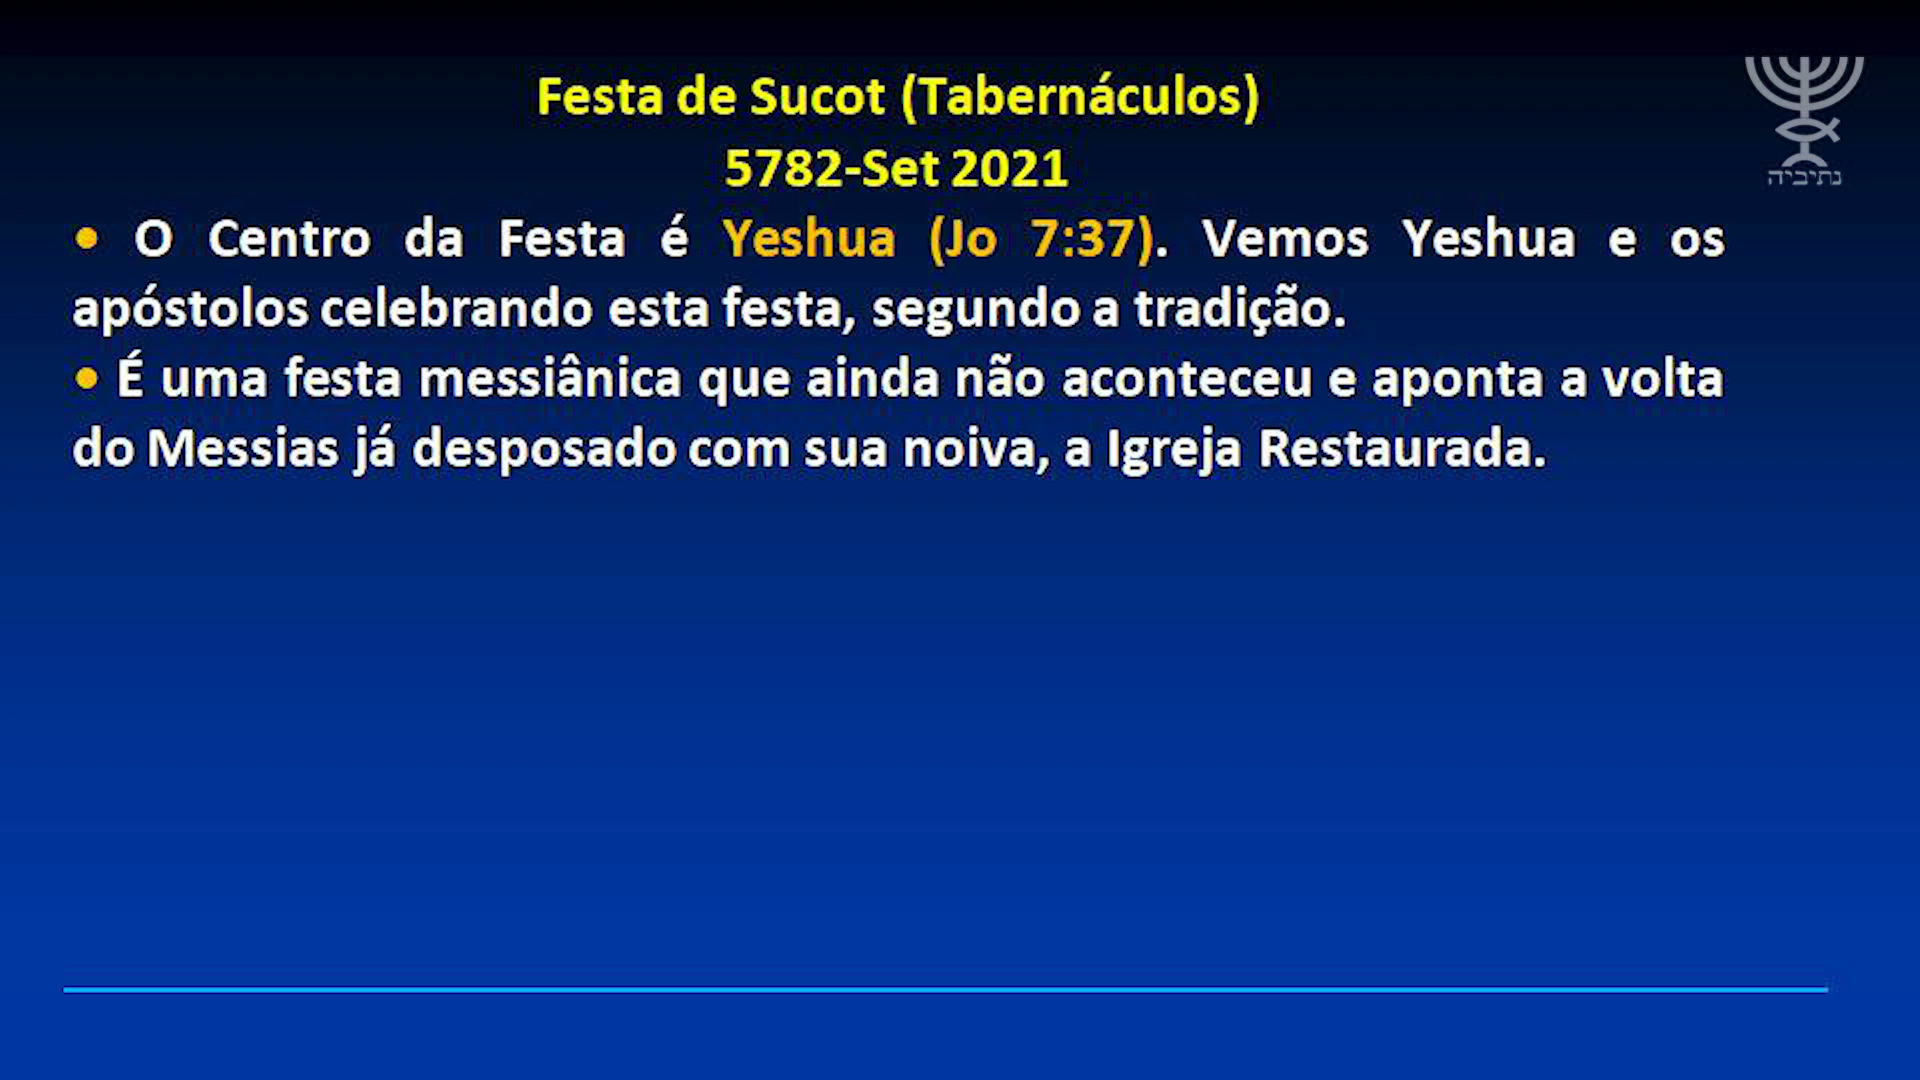 Festa de Sucot (Tabernáculos)
5782-Set 2021
נתיביה
• O Centro da Festa é Yeshua (Jo 7:37). Vemos Yeshua e os
apóstolos celebrando esta festa, segundo a tradição.
• É uma festa messiânica que ainda não aconteceu e aponta a volta
do Messias já desposado com sua noiva, a Igreja Restaurada.